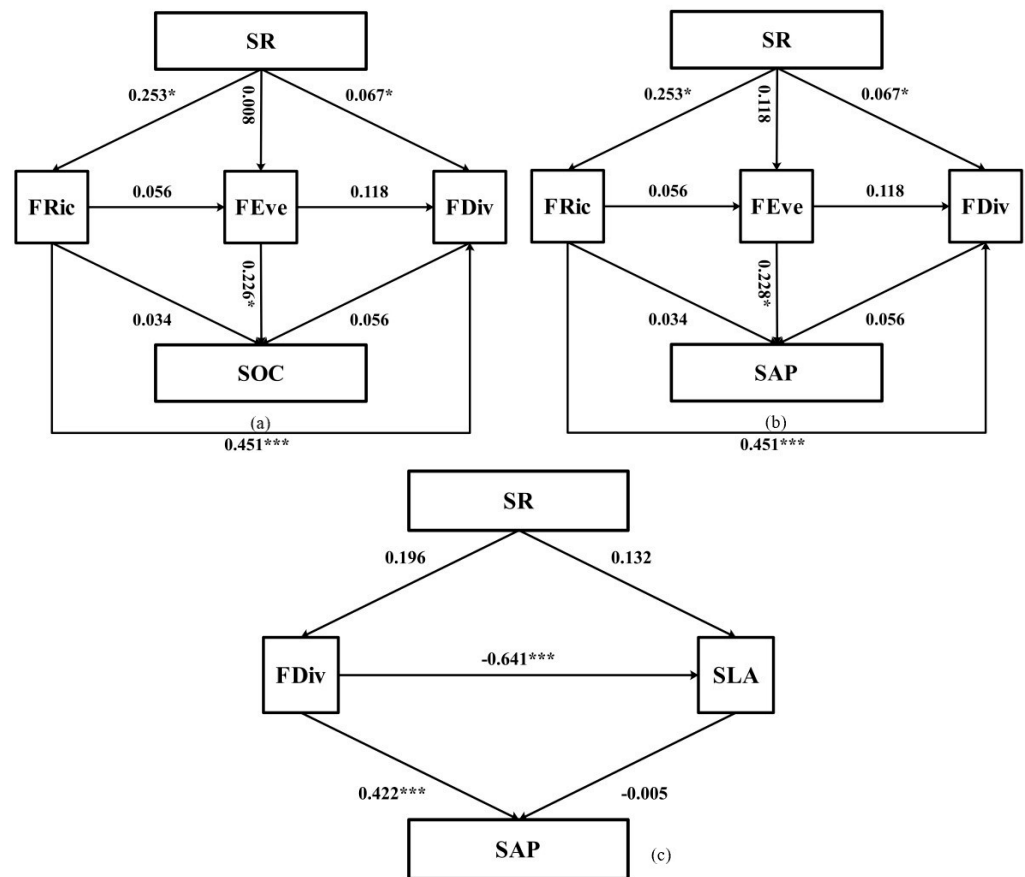 SR
0.253*
0.008
0.067*
FRic
0.056
FEve
0.118
FDiv
0.034
0.226*
0.056
SOC
(a)
0.451***
SR
0.253*
0.118
0.067*
FRic
0.056
FEve
0.118
FDiv
0.034
0.228*
0.056
SAP
(b)
0.451***
SR
0.196
0.132
FDiv
-0.641***
SLA
0.422***
-0.005
SAP
(c)